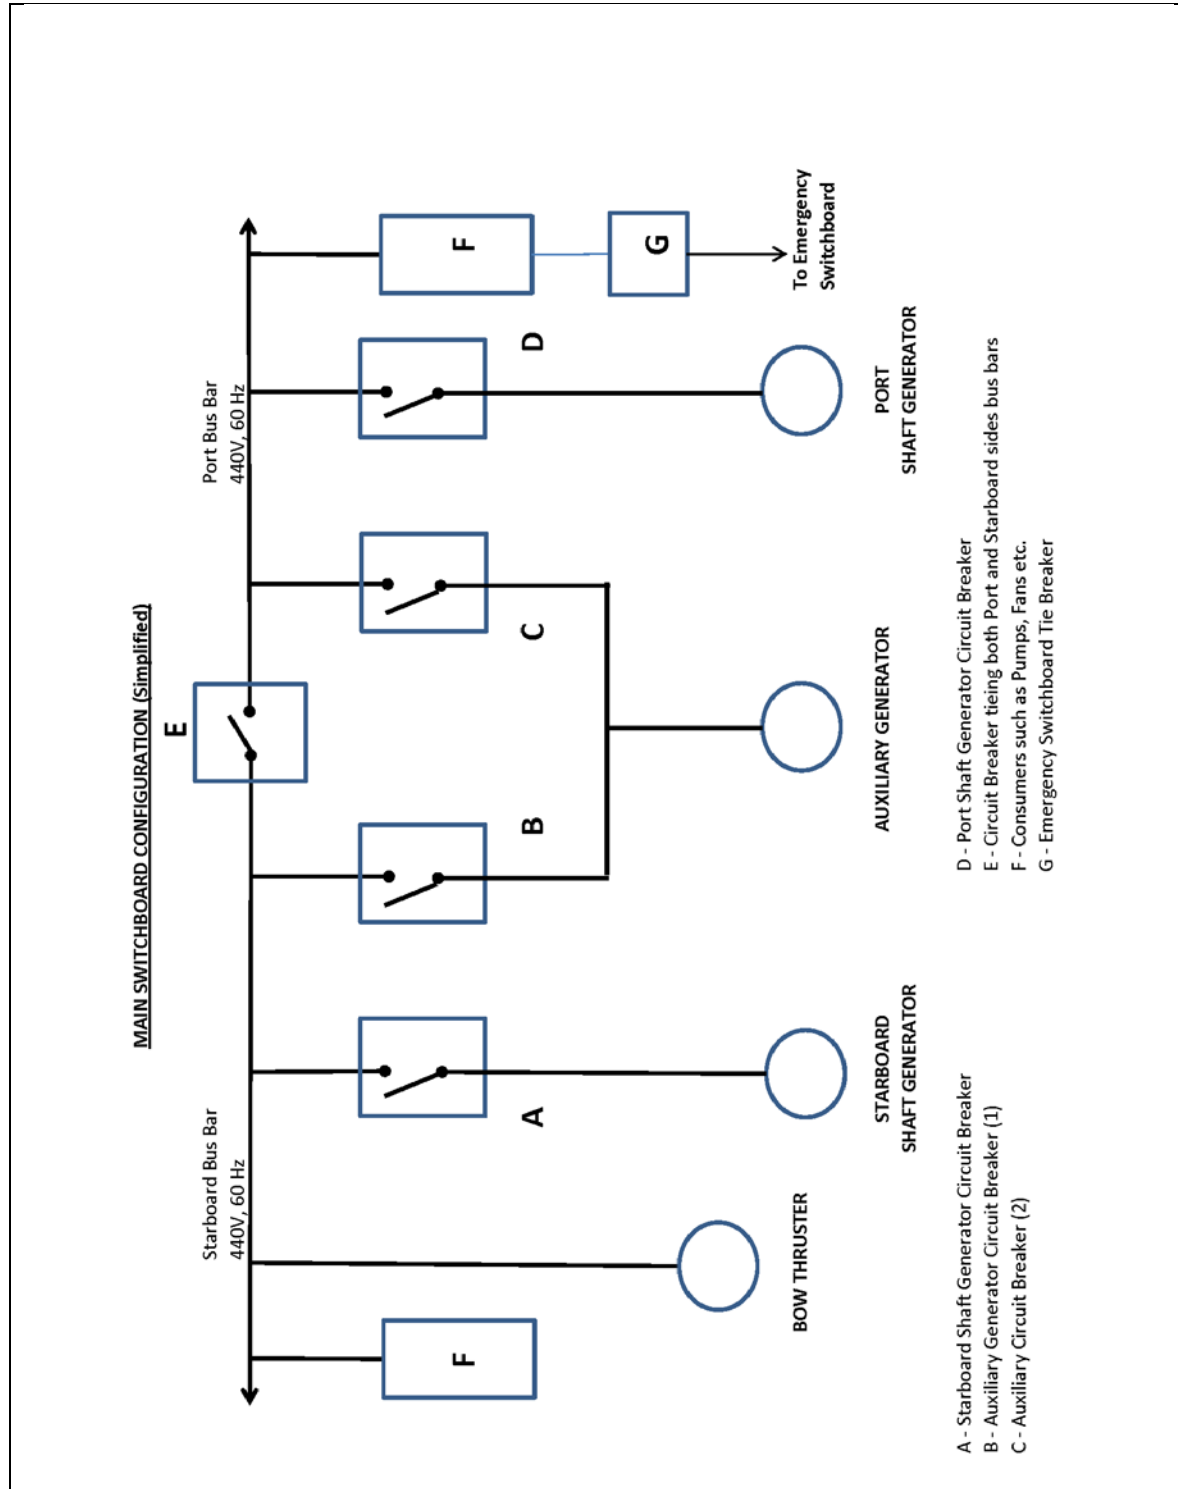 MAIN SWITCHBOARD CONFIGURATION (Simplified)
E
Starboard Bus Bar
440V, 60 Hz
Port Bus Bar
440V, 60 Hz
F
A
B
C
D
F
G
To Emergency
Switchboard
BOW THRUSTER
STARBOARD
SHAFT GENERATOR
AUXILIARY GENERATOR
PORT
SHAFT GENERATOR
A - Starboard Shaft Generator Circuit Breaker
B - Auxiliary Generator Circuit Breaker (1)
C - Auxiliary Circuit Breaker (2)
D - Port Shaft Generator Circuit Breaker
E - Circuit Breaker tieing both Port and Starboard sides bus bars
F - Consumers such as Pumps, Fans etc.
G - Emergency Switchboard Tie Breaker